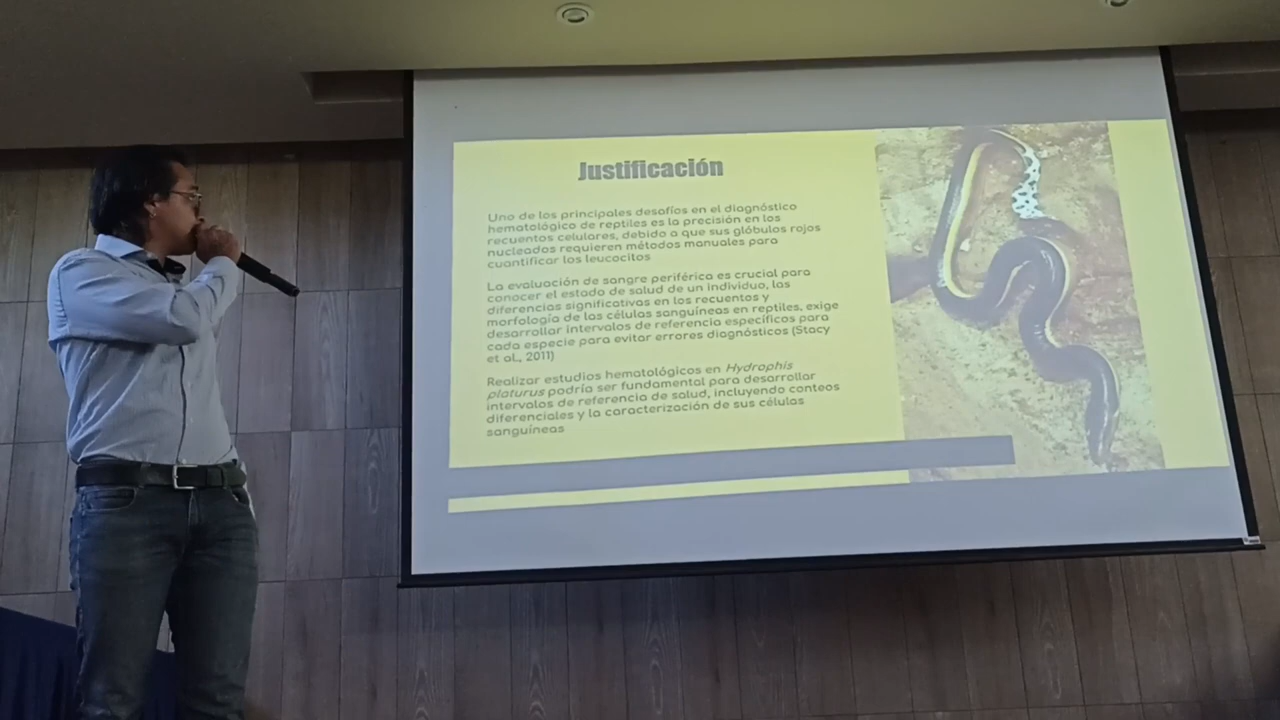 Justificación
Uno de los principales desafíos en el diagnóstico
hematológico de reptiles es la precisión en los
recuentos celulares, debido a que sus glóbulos rojos
nucleados requieren métodos manuales para
cuantificar los leucocitos
La evaluación de sangre periférica es crucial para
conocer el estado de salud de un individuo, las
diferencias significativas en los recuentos y
morfología de las células sanguíneas en reptiles, exige
desarrollar intervalos de referencia específicos para
cada especie para evitar errores diagnósticos (Stacy
et al., 2011)
Realizar estudios hematológicos en Hydrophis
platurus podría ser fundamental para desarrollar
intervalos de referencia de salud, incluyendo conteos
diferenciales y la caracterización de sus células
sanguíneas